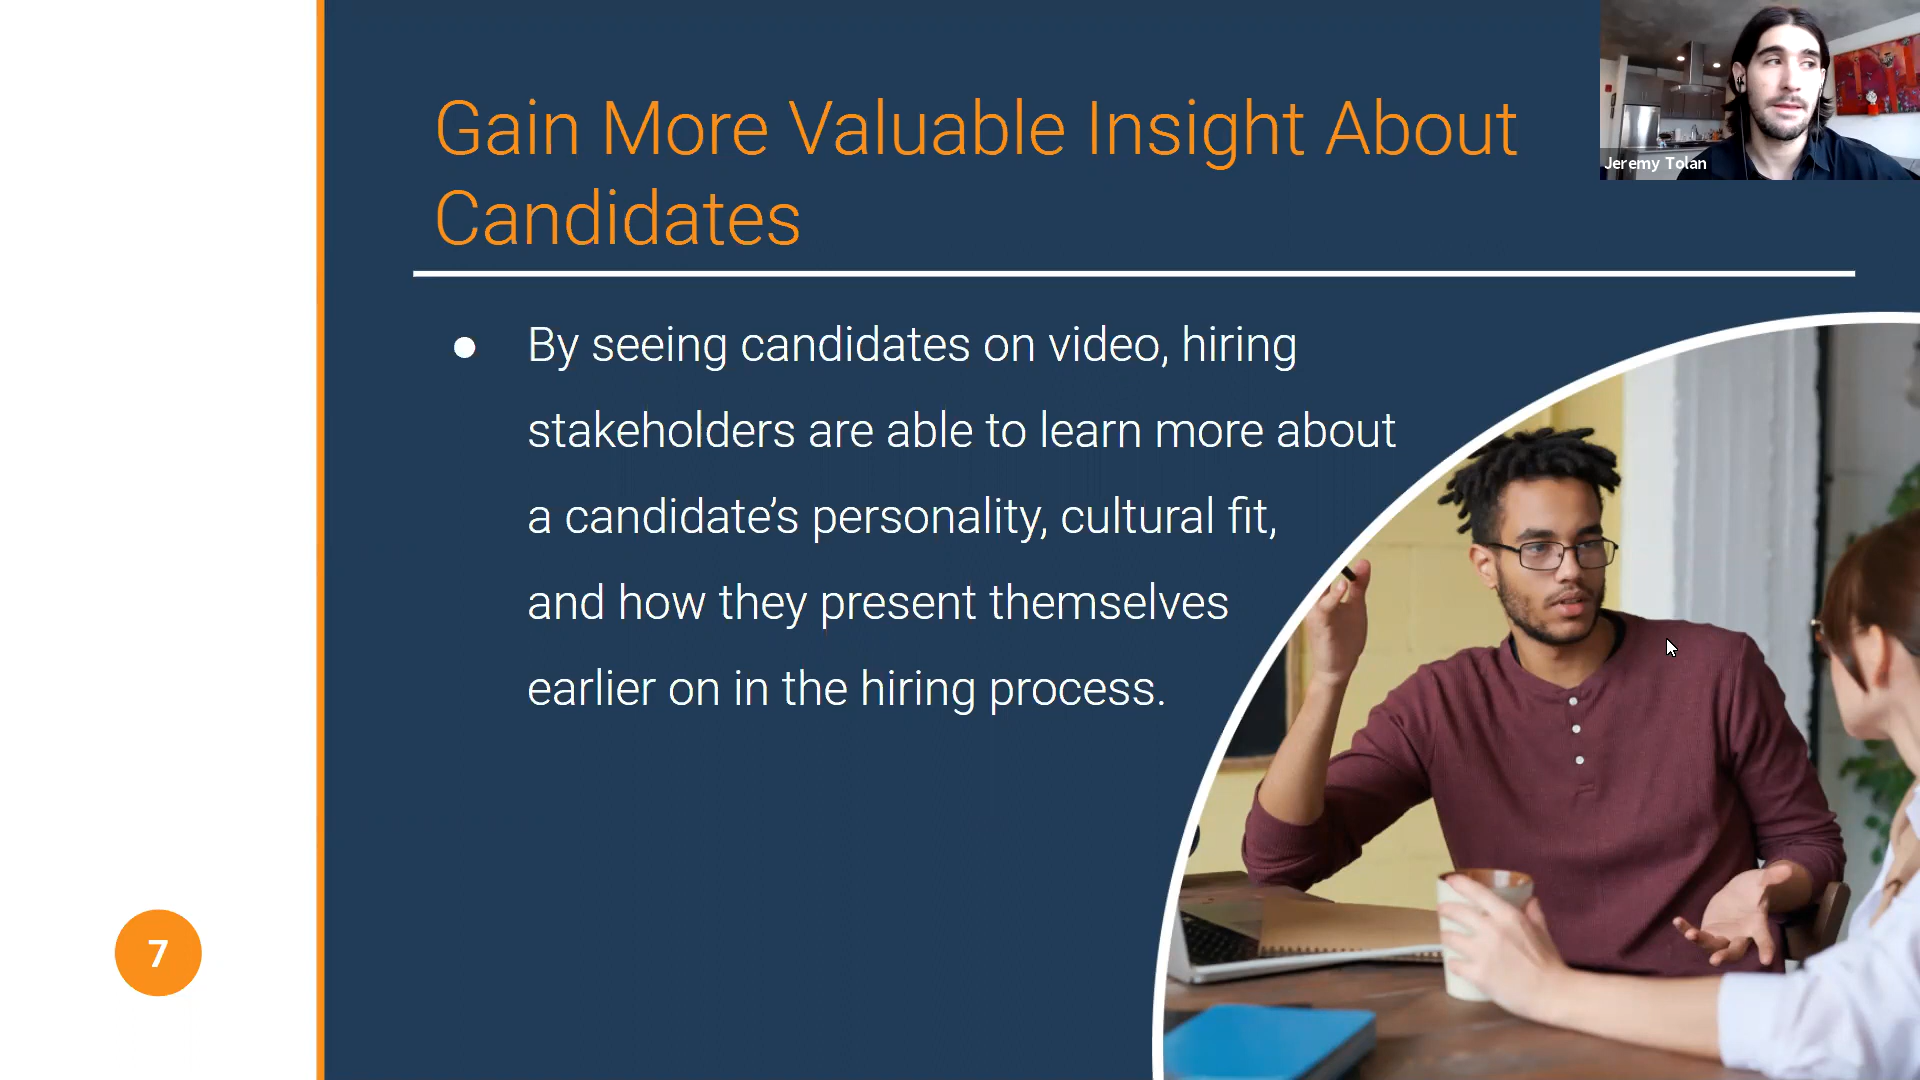 Gain More Valuable Insight About
Candidates
Jeremy Tolan
● By seeing candidates on video, hiring
stakeholders are able to learn more about
a candidate’s personality, cultural fit,
and how they present themselves
earlier on in the hiring process.
7